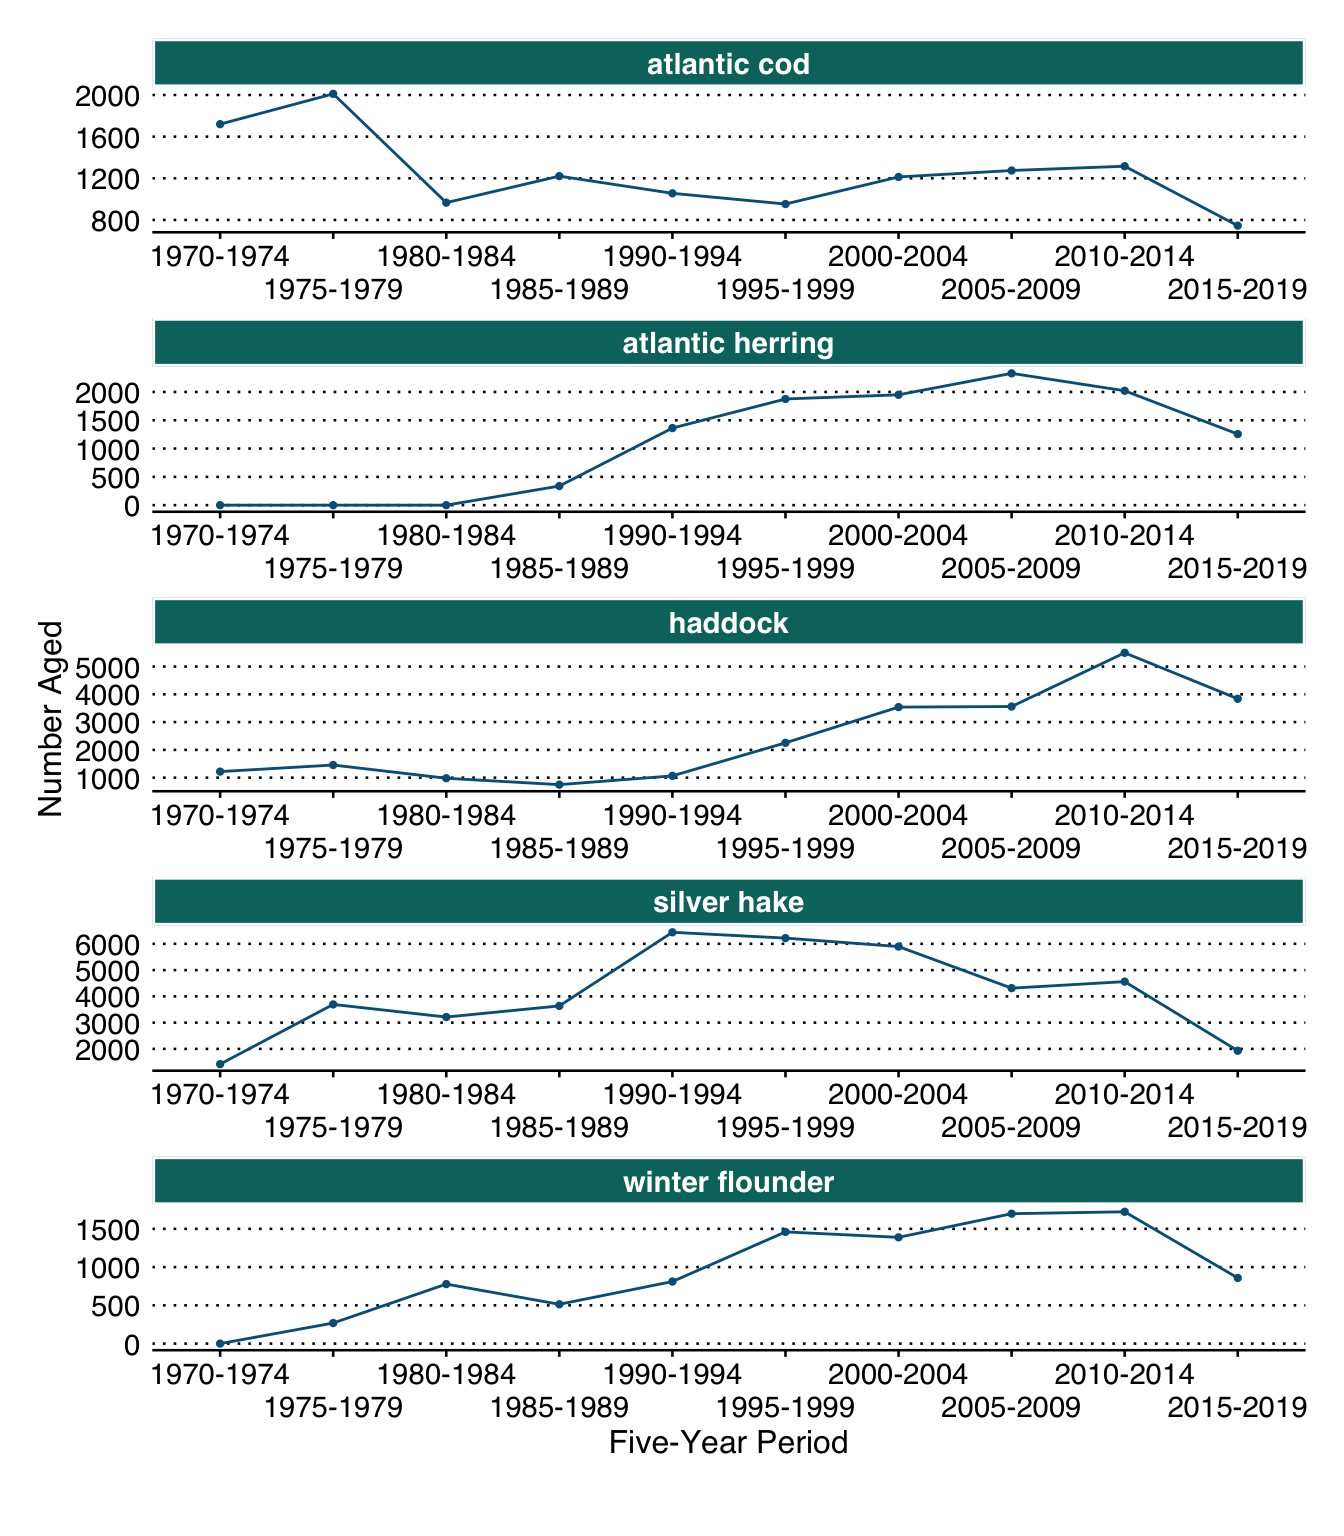 atlantic cod
2000
1600
1200
800
1970-1974 1980-1984 1990-1994 2000-2004 2010-2014
1975-1979 1985-1989 1995-1999 2005-2009 2015-2019
atlantic herring
2000
1500
1000
500
0
1970-1974 1980-1984 1990-1994 2000-2004 2010-2014
1975-1979 1985-1989 1995-1999 2005-2009 2015-2019
Number Aged
haddock
5000
4000
3000
2000
1000
1970-1974 1980-1984 1990-1994 2000-2004 2010-2014
1975-1979 1985-1989 1995-1999 2005-2009 2015-2019
silver hake
6000
5000
4000
3000
2000
1970-1974 1980-1984 1990-1994 2000-2004 2010-2014
1975-1979 1985-1989 1995-1999 2005-2009 2015-2019
winter flounder
1500
1000
500
0
1970-1974 1980-1984 1990-1994 2000-2004 2010-2014
1975-1979 1985-1989 1995-1999 2005-2009 2015-2019
Five-Year Period